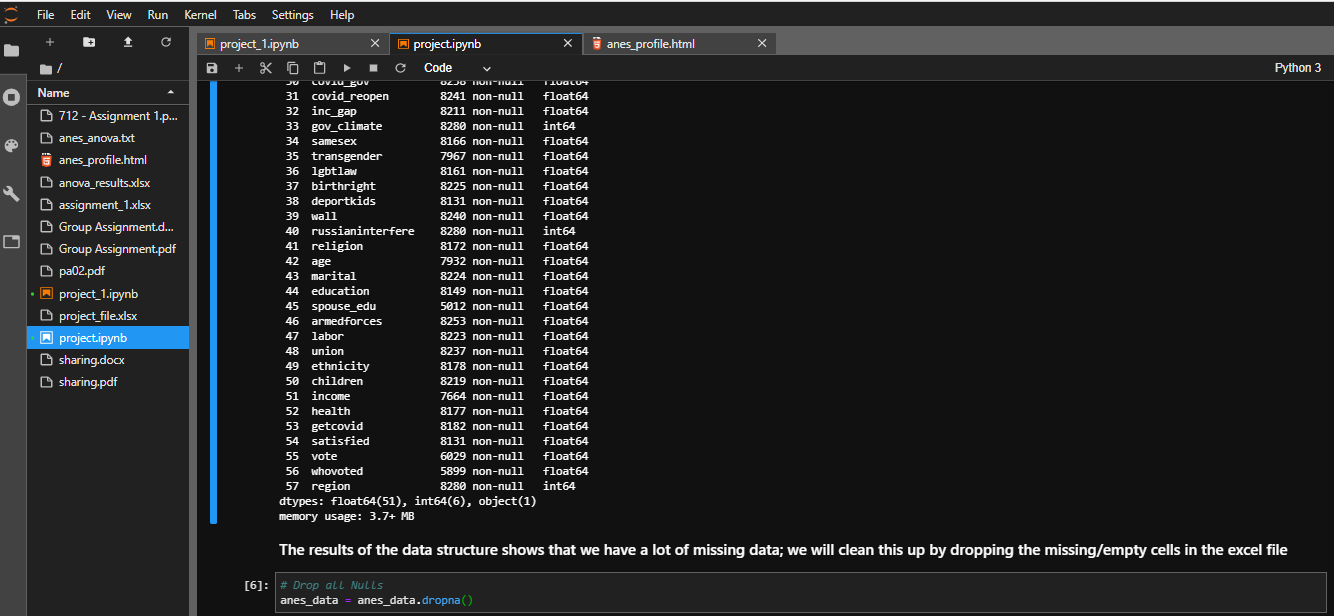 File Edit View Run Kernel Tabs Settings Help
project_1.ipynb
project.ipynb
anes_profile.html
/
Code
Python 3
Name
712 - Assignment 1.p...
anes_anova.txt
anes_profile.html
anova_results.xlsx
assignment_1.xlsx
Group Assignment.d...
Group Assignment.pdf
pa02.pdf
project_1.ipynb
project_file.xlsx
project.ipynb
sharing.docx
sharing.pdf
30 covid_gov 8238 non-null float64
31 covid_reopen 8241 non-null float64
32 inc_gap 8211 non-null float64
33 gov_climate 8280 non-null int64
34 samesex 8166 non-null float64
35 transgender 7967 non-null float64
36 lgbtlaw 8161 non-null float64
37 birthright 8225 non-null float64
38 deportkids 8131 non-null float64
39 wall 8240 non-null float64
40 russianinterfere 8280 non-null int64
41 religion 8172 non-null float64
42 age 7932 non-null float64
43 marital 8224 non-null float64
44 education 8149 non-null float64
45 spouse_edu 5012 non-null float64
46 armedforces 8253 non-null float64
47 labor 8223 non-null float64
48 union 8237 non-null float64
49 ethnicity 8178 non-null float64
50 children 8219 non-null float64
51 income 7664 non-null float64
52 health 8177 non-null float64
53 getcovid 8182 non-null float64
54 satisfied 8131 non-null float64
55 vote 6029 non-null float64
56 whovoted 5899 non-null float64
57 region 8280 non-null int64
dtypes: float64(51), int64(6), object(1)
memory usage: 3.7+ MB
The results of the data structure shows that we have a lot of missing data; we will clean this up by dropping the missing/empty cells in the excel file
[6]: # Drop all Nulls
anes_data = anes_data.dropna()